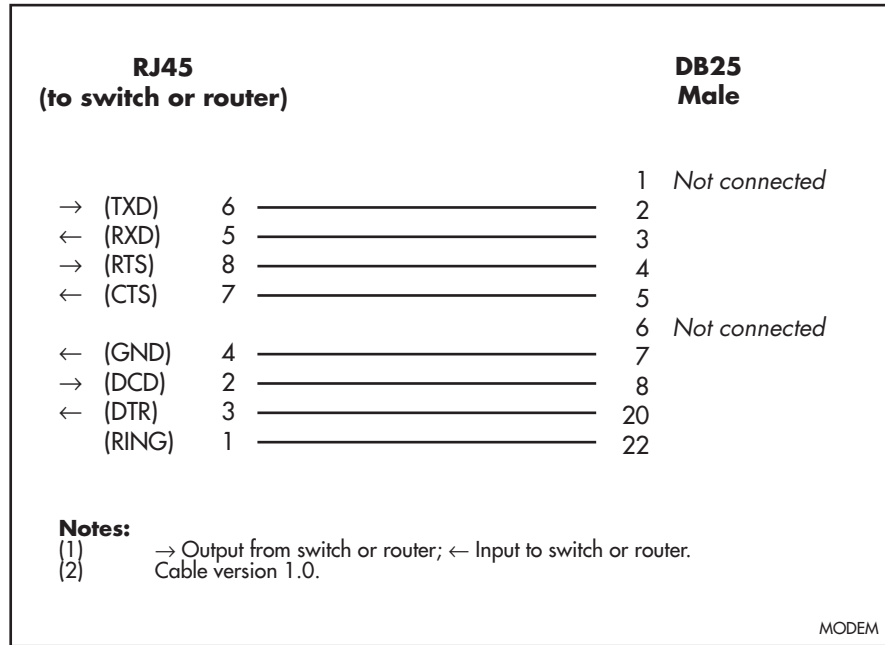 RJ45
(to switch or router)
DB25
Male
1 Not connected
→ (TXD) 6 2
← (RXD) 5 3
→ (RTS) 8 4
← (CTS) 7 5
6 Not connected
← (GND) 4 7
→ (DCD) 2 8
← (DTR) 3 20
(RING) 1 22
Notes:
(1) → Output from switch or router; ← Input to switch or router.
(2) Cable version 1.0.
MODEM